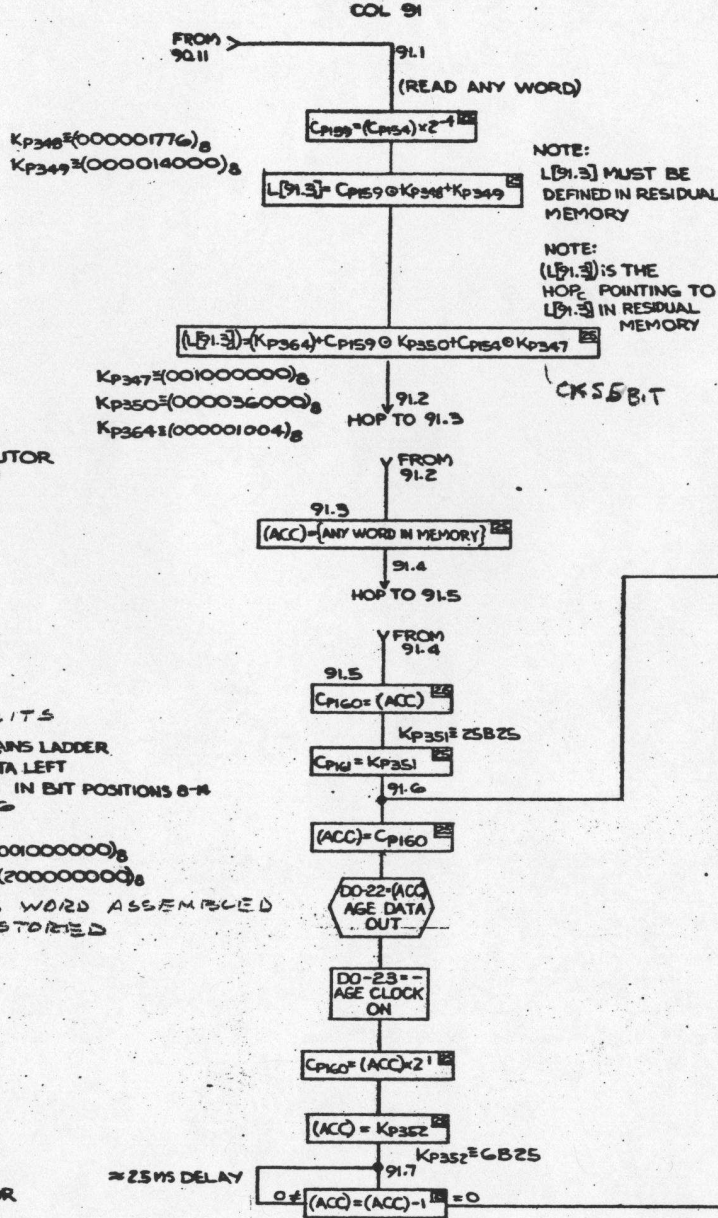 COL 91
FROM 90.11
91.1
(READ ANY WORD)
CP159=(CP154)×2⁻⁴
KP348≡(000001776)8
KP349≡(000014000)8
L[91.3]=CP159⊙KP348+KP349
NOTE:
L[91.3] MUST BE
DEFINED IN RESIDUAL
MEMORY
NOTE:
(L[91.3]) IS THE
HOPC POINTING TO
L[91.3] IN RESIDUAL
MEMORY
(L[91.3])=(KP364)+CP159⊙KP350+CP154⊙KP347
KP347≡(001000000)8
KP350≡(000036000)8
KP364≡(000001004)8
91.2
HOP TO 91.3
BIT
UTOR
FROM
91.2
91.3
(ACC)={ANY WORD IN MEMORY}
91.4
HOP TO 91.5
FROM
91.4
91.5
CP160=(ACC)
KP351≡25B25
CP161=KP351
91.6
ITS
AINS LADDER
TA LEFT
IN BIT POSITIONS 8-14
(ACC)=CP160
001000000)8
(200000000)8
WORD ASSEMBLED
STORED
DO-22=(ACC)
AGE DATA
OUT
DO-23=-
AGE CLOCK
ON
CP160=(ACC)×2¹
(ACC)=KP352
KP352≡6B25
91.7
≈2.5 MS DELAY
OR
0≠ (ACC)=(ACC)-1 =0